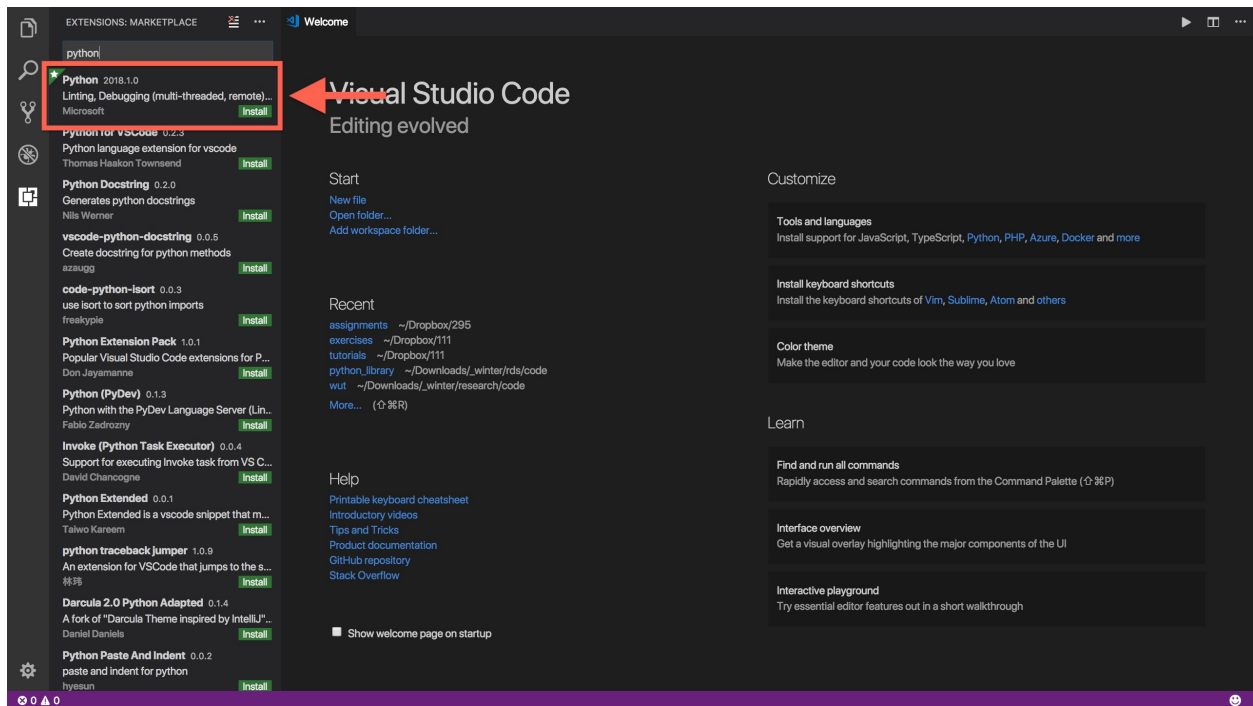 EXTENSIONS: MARKETPLACE
python
Python 2018.1.0
Linting, Debugging (multi-threaded, remote)...
Microsoft Install
Python for VSCode 0.2.3
Python language extension for vscode
Thomas Haakon Townsend Install
Python Docstring 0.2.0
Generates python docstrings
Nils Werner Install
vscode-python-docstring 0.0.5
Create docstring for python methods
azaugg Install
code-python-isort 0.0.3
use isort to sort python imports
freakypie Install
Python Extension Pack 1.0.1
Popular Visual Studio Code extensions for P...
Don Jayamanne Install
Python (PyDev) 0.1.3
Python with the PyDev Language Server (Lin...
Fabio Zadrozny Install
Invoke (Python Task Executor) 0.0.4
Support for executing Invoke task from VS C...
David Chancogne Install
Python Extended 0.0.1
Python Extended is a vscode snippet that m...
Taiwo Kareem Install
python traceback jumper 1.0.9
An extension for VSCode that jumps to the s...
林玮 Install
Darcula 2.0 Python Adapted 0.1.4
A fork of "Darcula Theme inspired by IntelliJ"...
Daniel Daniels Install
Python Paste And Indent 0.0.2
paste and indent for python
hyesun Install
Welcome
Visual Studio Code
Editing evolved
Start
New file
Open folder...
Add workspace folder...
Recent
assignments ~/Dropbox/295
exercises ~/Dropbox/111
tutorials ~/Dropbox/111
python_library ~/Downloads/_winter/rds/code
wut ~/Downloads/_winter/research/code
More... (⇧⌘R)
Help
Printable keyboard cheatsheet
Introductory videos
Tips and Tricks
Product documentation
GitHub repository
Stack Overflow
Show welcome page on startup
Customize
Tools and languages
Install support for JavaScript, TypeScript, Python, PHP, Azure, Docker and more
Install keyboard shortcuts
Install the keyboard shortcuts of Vim, Sublime, Atom and others
Color theme
Make the editor and your code look the way you love
Learn
Find and run all commands
Rapidly access and search commands from the Command Palette (⇧⌘P)
Interface overview
Get a visual overlay highlighting the major components of the UI
Interactive playground
Try essential editor features out in a short walkthrough
0 0